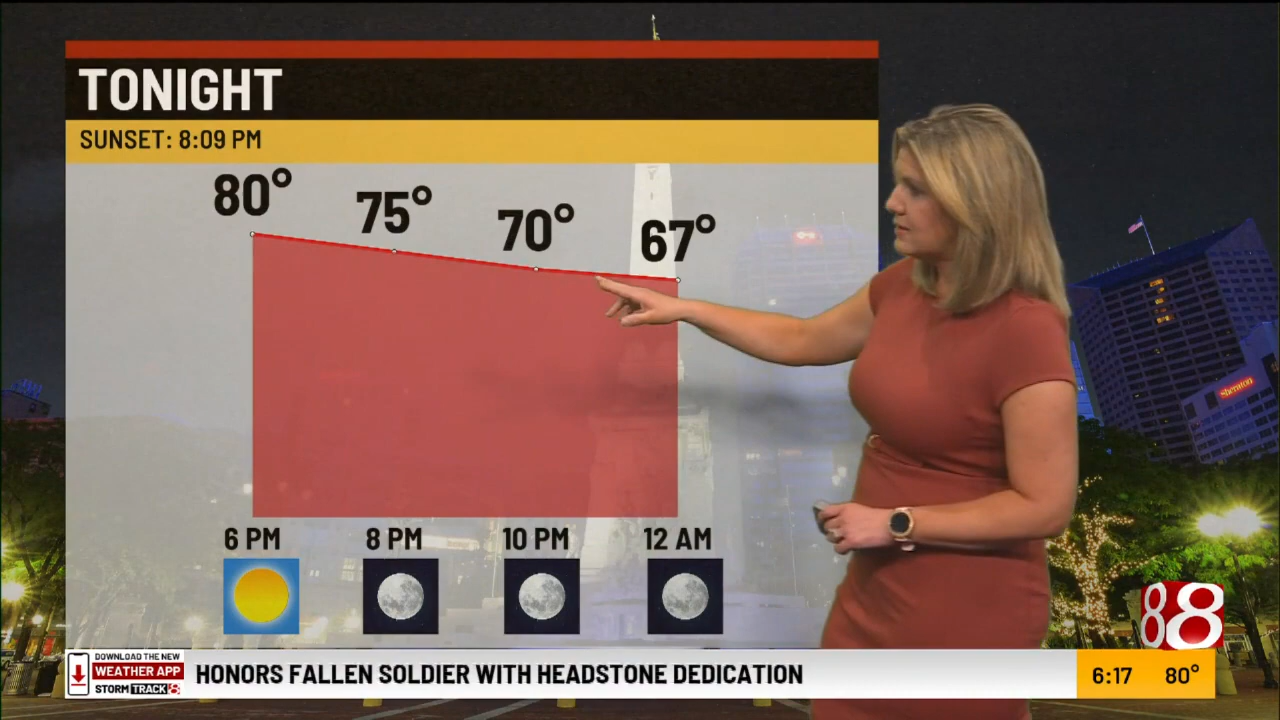 TONIGHT
SUNSET: 8:09 PM
80° 75° 70° 67°
6 PM 8 PM 10 PM 12 AM
sheraton
8 8
DOWNLOAD THE NEW
WEATHER APP
STORM TRACK 8
HONORS FALLEN SOLDIER WITH HEADSTONE DEDICATION
6:17 80°